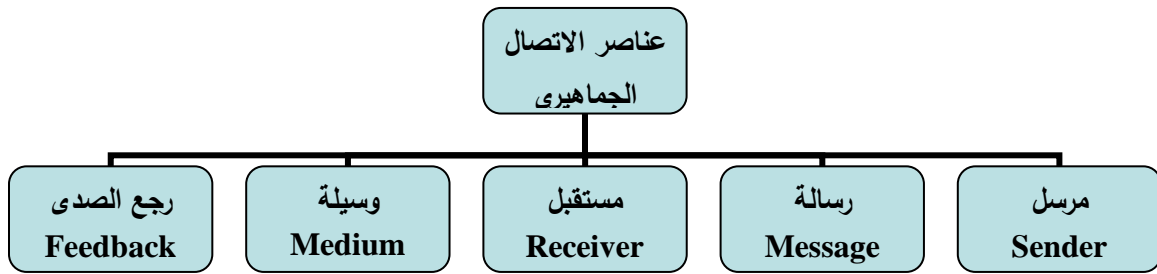 عناصر الاتصال
الجماهيرى
مرسل
Sender
رسالة
Message
مستقبل
Receiver
وسيلة
Medium
رجع الصدى
Feedback